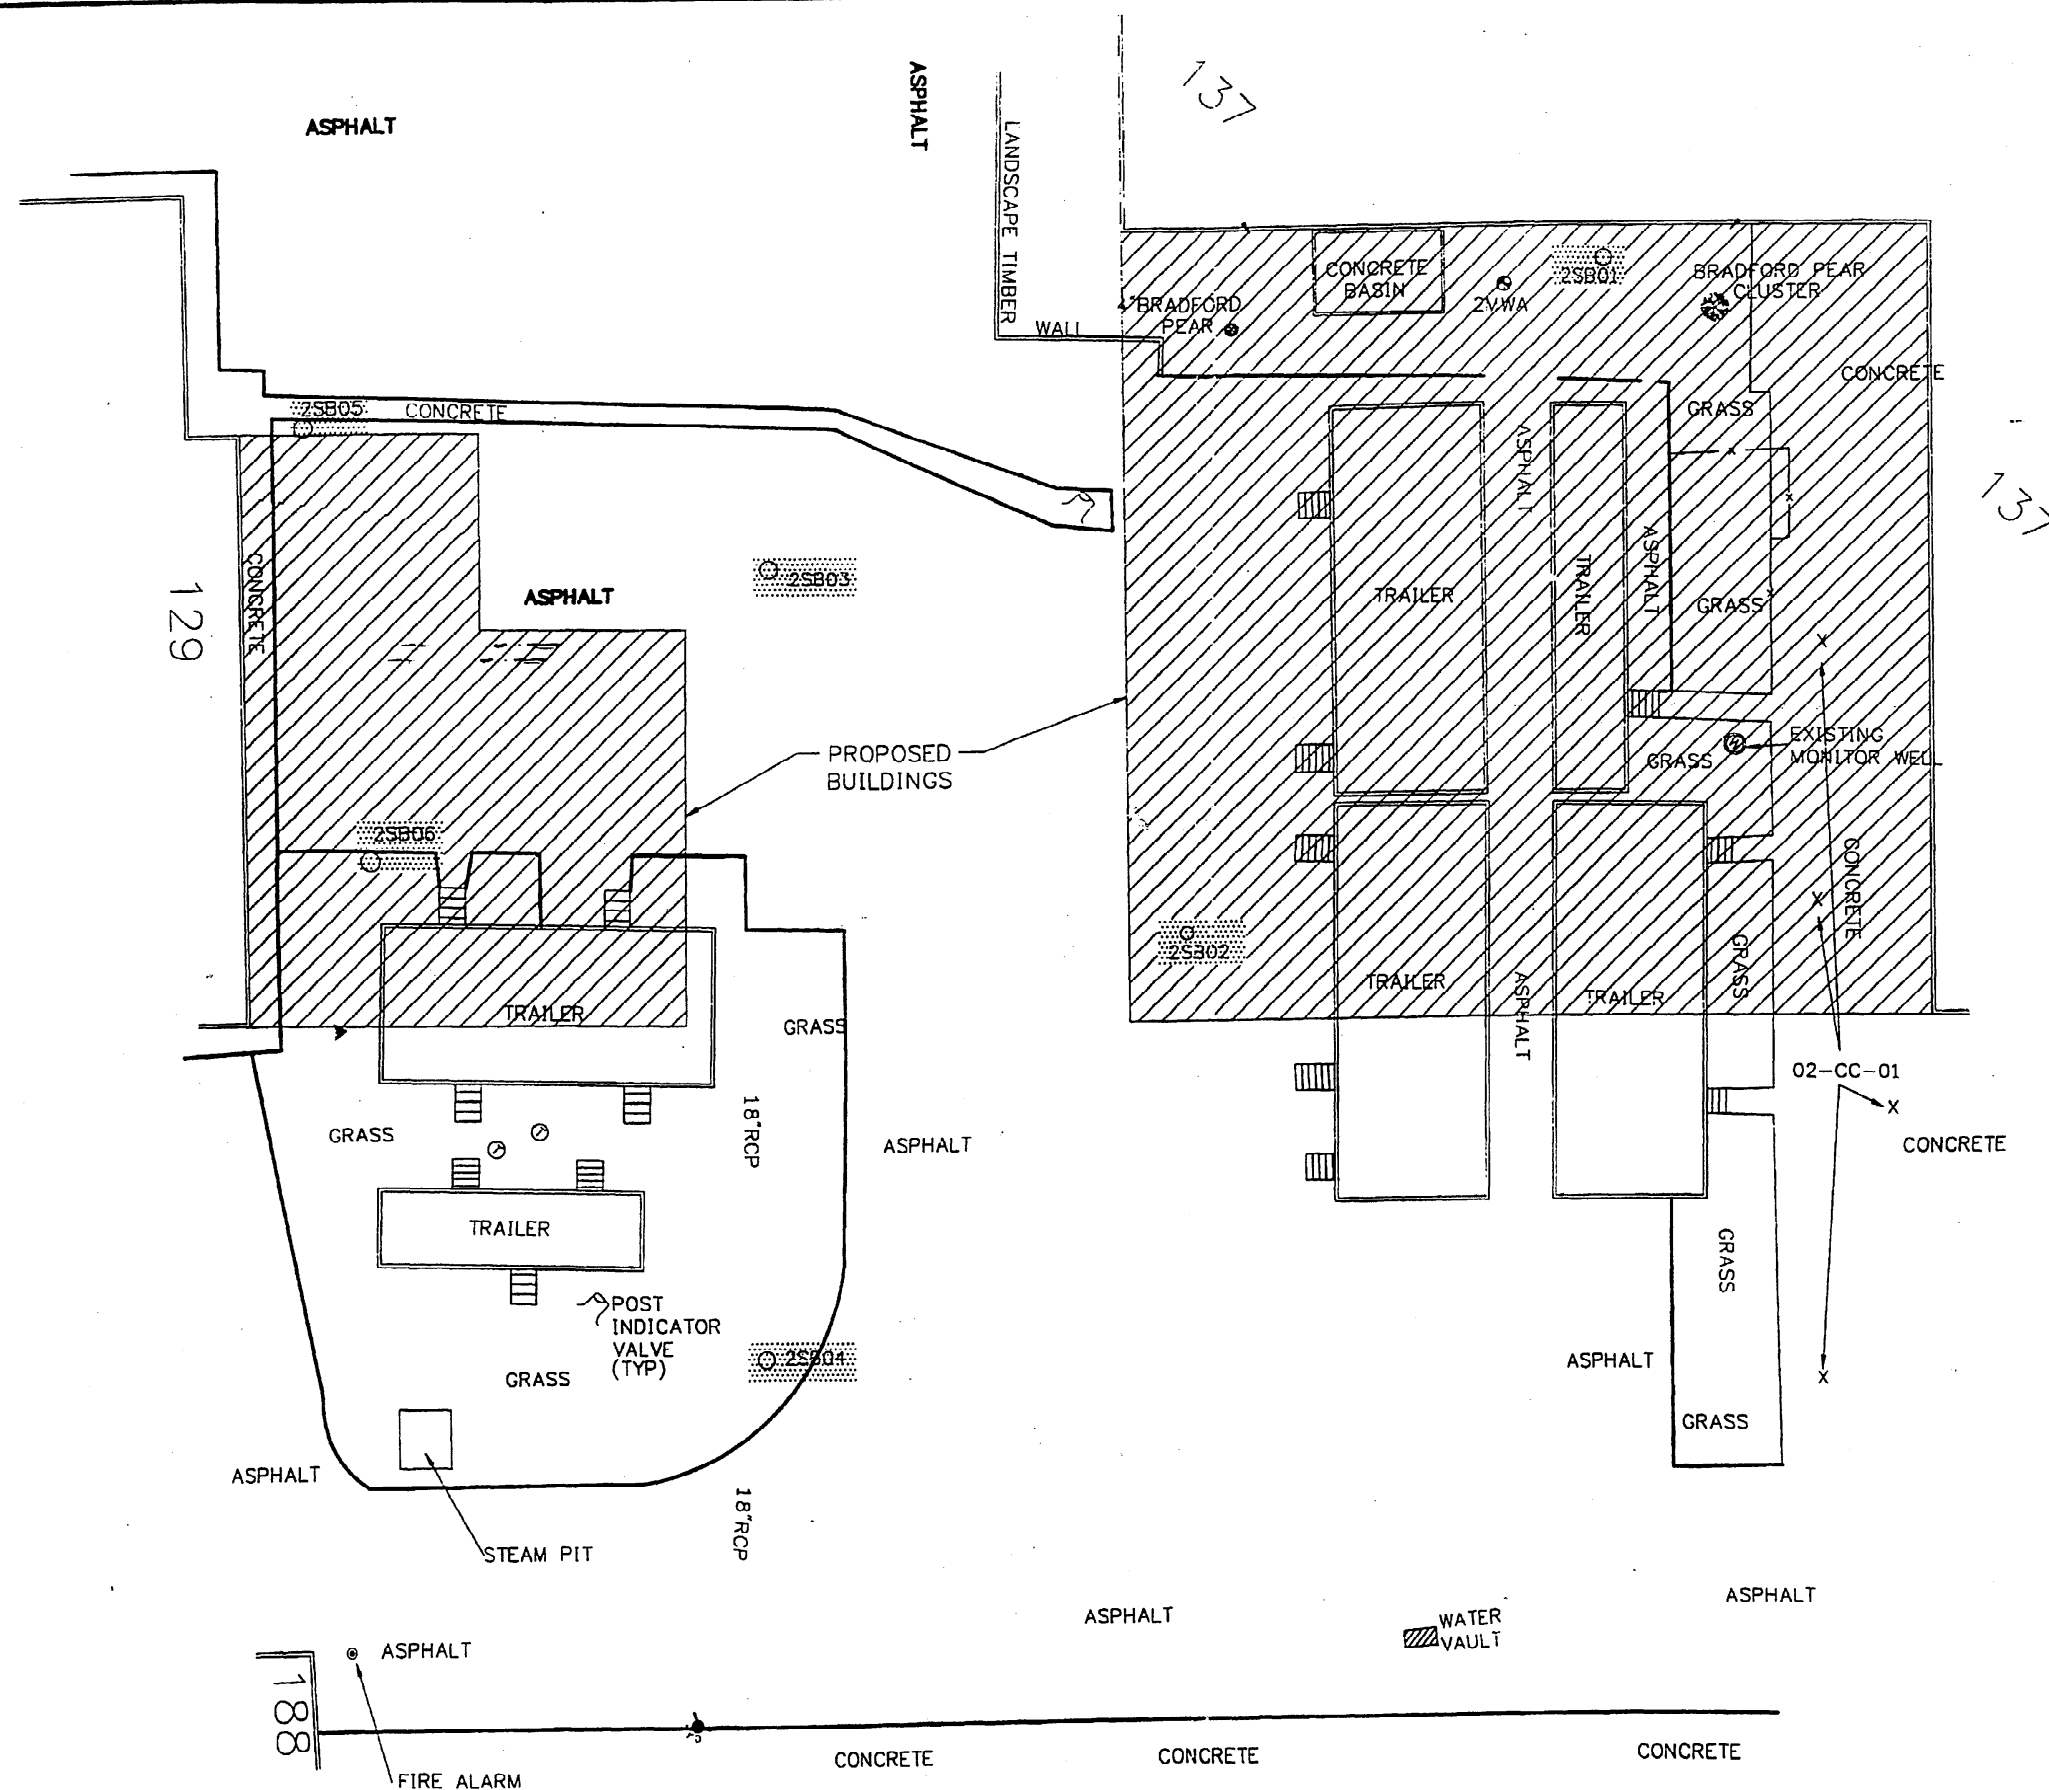 137
ASPHALT
ASPHALT
LANDSCAPE TIMBER
WALL
CONCRETE
BASIN
2SB01
2VWA
BRADFORD PEAR
CLUSTER
4"BRADFORD
PEAR
CONCRETE
2SB05
CONCRETE
GRASS
137
ASPHALT
ASPHALT
TRAILER
TRAILER
GRASS
2SB03
ASPHALT
CONCRETE
129
PROPOSED
BUILDINGS
EXISTING
MONITOR WELL
GRASS
2SB06
CONCRETE
2SB02
TRAILER
ASPHALT
TRAILER
GRASS
TRAILER
GRASS
02-CC-01
CONCRETE
GRASS
18"RCP
ASPHALT
TRAILER
GRASS
POST
INDICATOR
VALVE
(TYP)
2SB04
GRASS
ASPHALT
GRASS
ASPHALT
18"RCP
STEAM PIT
ASPHALT
ASPHALT
WATER
VAULT
ASPHALT
188
FIRE ALARM
CONCRETE
CONCRETE
CONCRETE